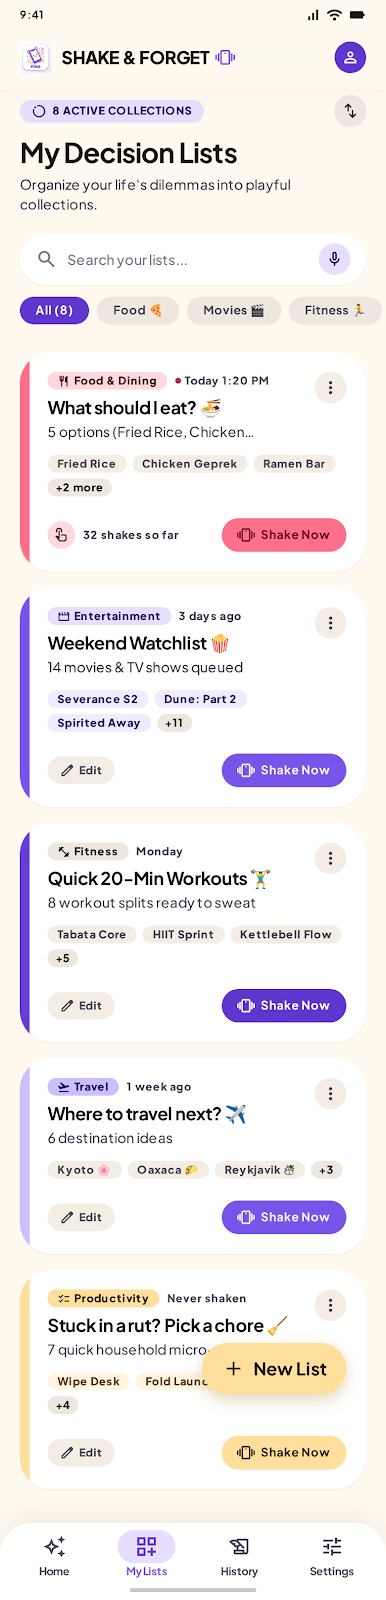 9:41
PING
SHAKE & FORGET
8 ACTIVE COLLECTIONS
My Decision Lists
Organize your life's dilemmas into playful
collections.
Search your lists...
All (8) Food 🍕 Movies 🎬 Fitness 🏃
Food & Dining • Today 1:20 PM
What should I eat? 🍜
5 options (Fried Rice, Chicken...
Fried Rice Chicken Geprek Ramen Bar
+2 more
32 shakes so far Shake Now
Entertainment 3 days ago
Weekend Watchlist 🍿
14 movies & TV shows queued
Severance S2 Dune: Part 2
Spirited Away +11
Edit Shake Now
Fitness Monday
Quick 20-Min Workouts 🏋️
8 workout splits ready to sweat
Tabata Core HIIT Sprint Kettlebell Flow
+5
Edit Shake Now
Travel 1 week ago
Where to travel next? ✈️
6 destination ideas
Kyoto 🌸 Oaxaca 🌮 Reykjavik +3
Edit Shake Now
Productivity Never shaken
Stuck in a rut? Pick a chore 🧹
7 quick household micro-
Wipe Desk Fold
+4
New List
Edit Shake Now
Home My Lists History Settings